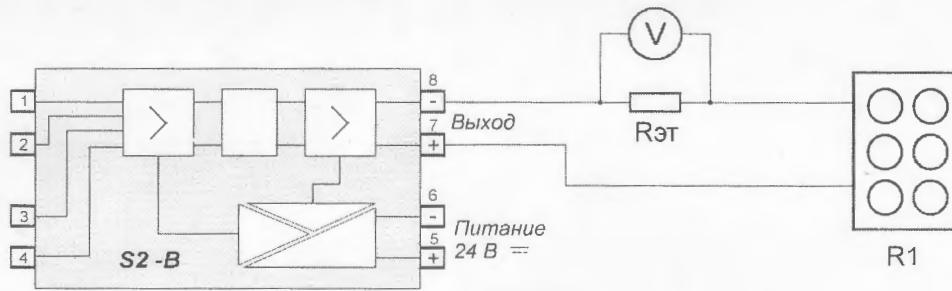 V
8
1
-
Rэт
7
Выход
2
+
6
3
-
Питание
5
24 В
4
S2 -В
+
R1